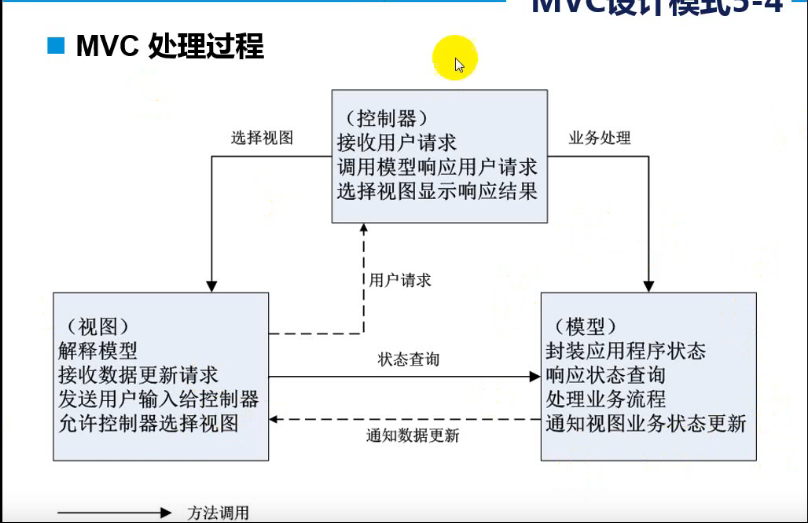 MVC设计模式5-4
MVC 处理过程
（控制器）
接收用户请求
调用模型响应用户请求
选择视图显示响应结果
选择视图
业务处理
用户请求
（视图）
解释模型
接收数据更新请求
发送用户输入给控制器
允许控制器选择视图
状态查询
通知数据更新
（模型）
封装应用程序状态
响应状态查询
处理业务流程
通知视图业务状态更新
方法调用